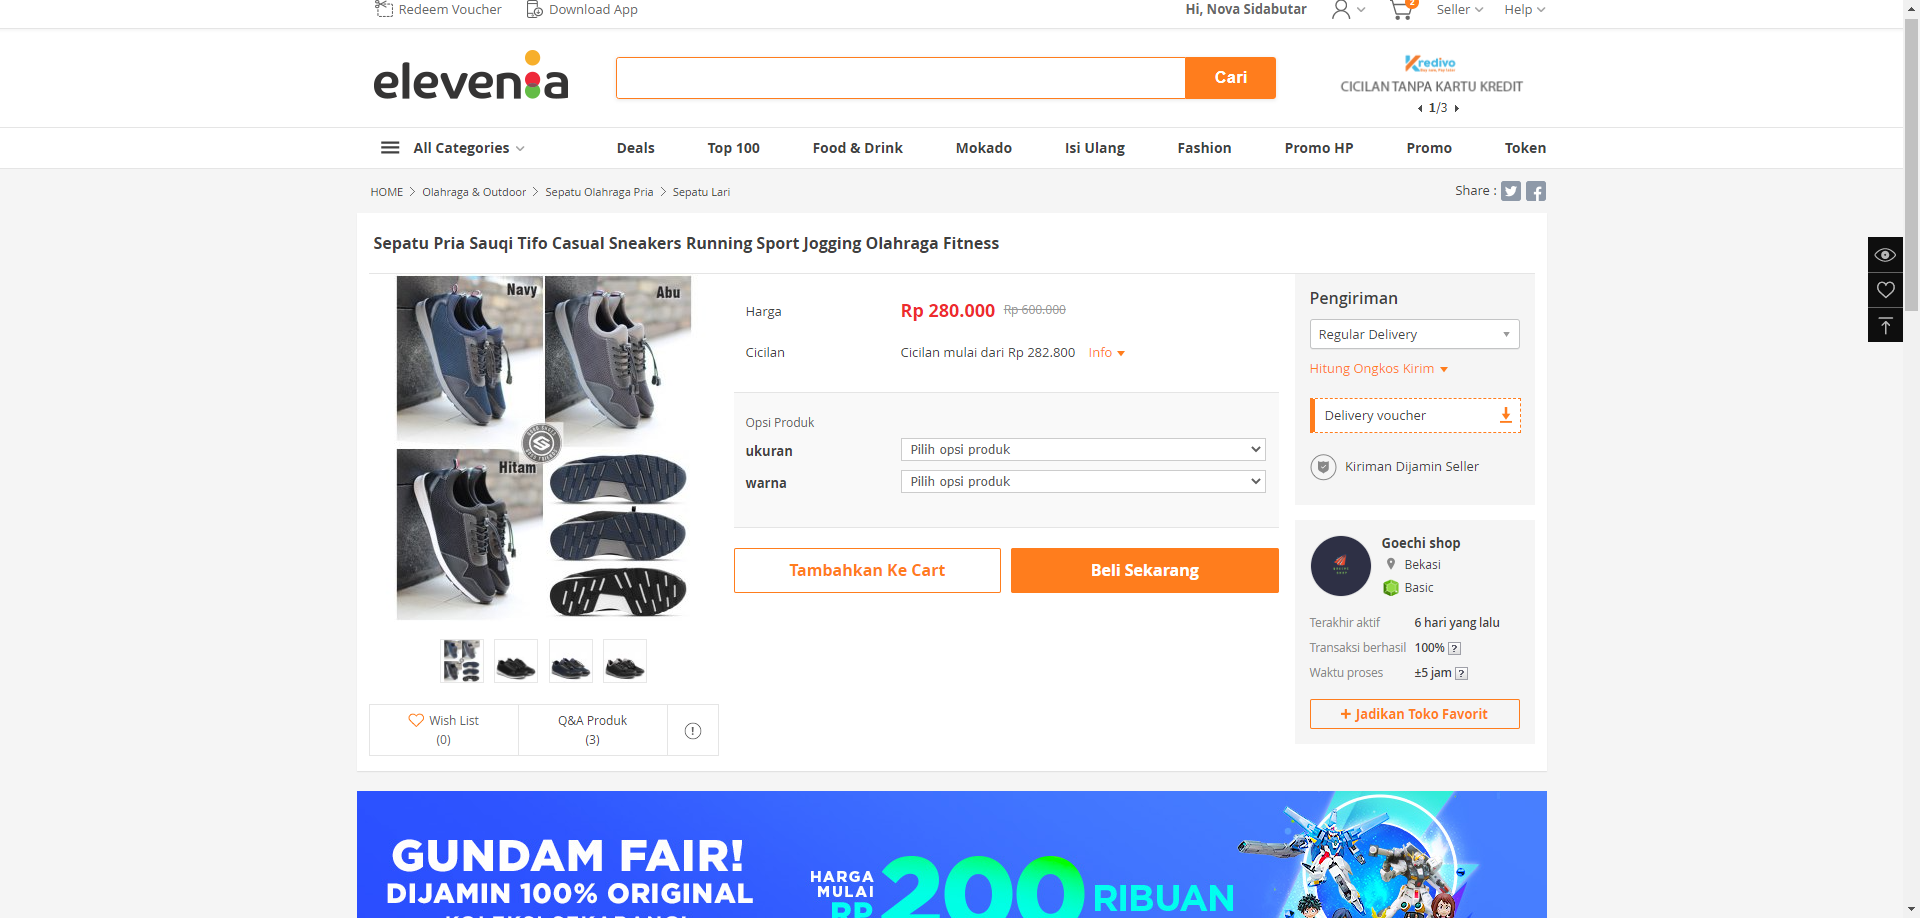 Redeem Voucher
Download App
Hi, Nova Sidabutar
2
Seller
Help
elevenia
Cari
Kredivo
CICILAN TANPA KARTU KREDIT
1/3
All Categories
Deals
Top 100
Food & Drink
Mokado
Isi Ulang
Fashion
Promo HP
Promo
Token
HOME > Olahraga & Outdoor > Sepatu Olahraga Pria > Sepatu Lari
Share :
Sepatu Pria Sauqi Tifo Casual Sneakers Running Sport Jogging Olahraga Fitness
Navy
Abu
Hitam
Wish List
(0)
Q&A Produk
(3)
Harga
Rp 280.000 Rp 600.000
Cicilan
Cicilan mulai dari Rp 282.800 Info
Opsi Produk
ukuran
Pilih opsi produk
warna
Pilih opsi produk
Tambahkan Ke Cart
Beli Sekarang
Pengiriman
Regular Delivery
Hitung Ongkos Kirim
Delivery voucher
Kiriman Dijamin Seller
Goechi shop
Bekasi
Basic
Terakhir aktif 6 hari yang lalu
Transaksi berhasil 100% ?
Waktu proses ±5 jam ?
+ Jadikan Toko Favorit
GUNDAM FAIR!
DIJAMIN 100% ORIGINAL
KOLEKSI SEKARANG!
HARGA
MULAI
RP
200 RIBUAN